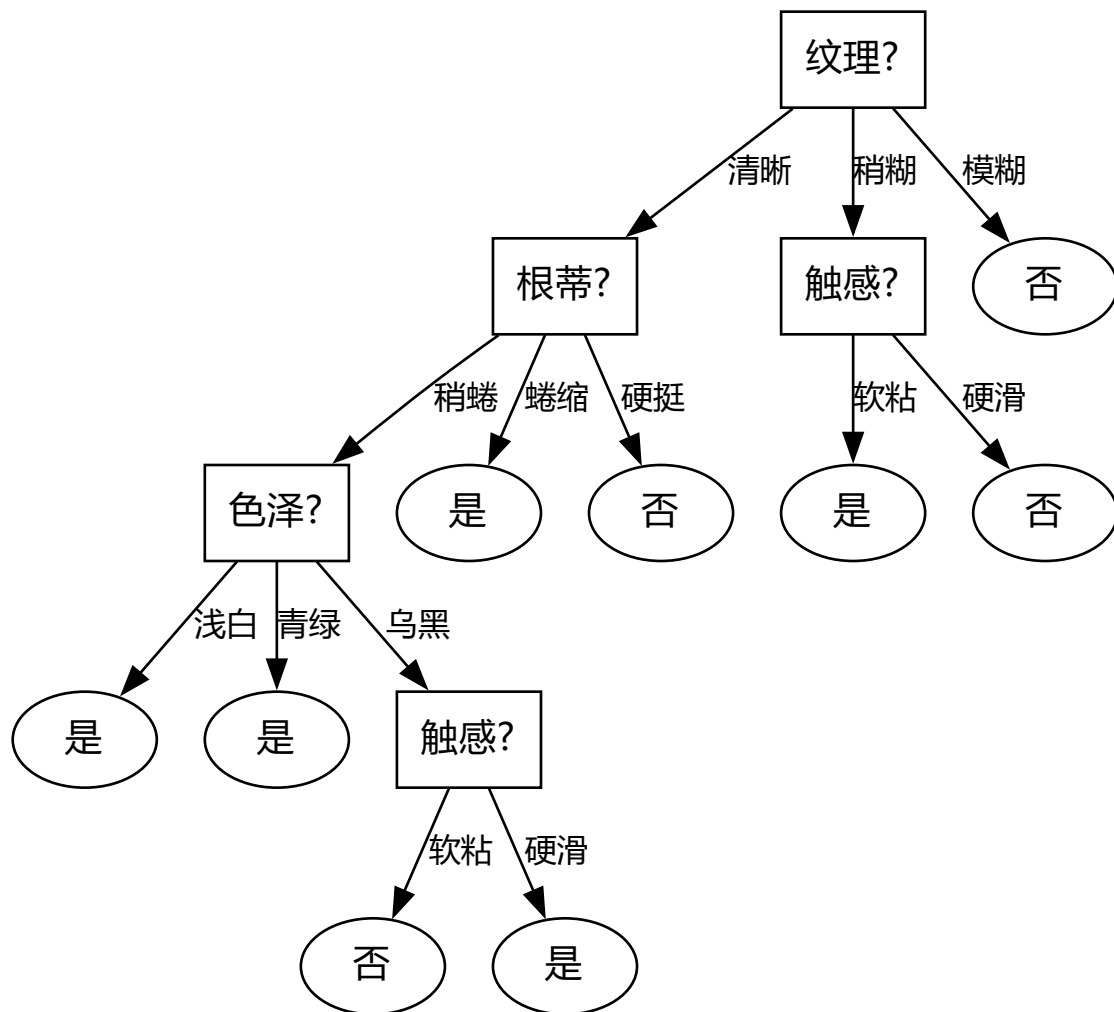 纹理?
清晰
稍糊
模糊
根蒂?
触感?
否
稍蜷
蜷缩
硬挺
软粘
硬滑
色泽?
是
否
是
否
浅白
青绿
乌黑
是
是
触感?
软粘
硬滑
否
是